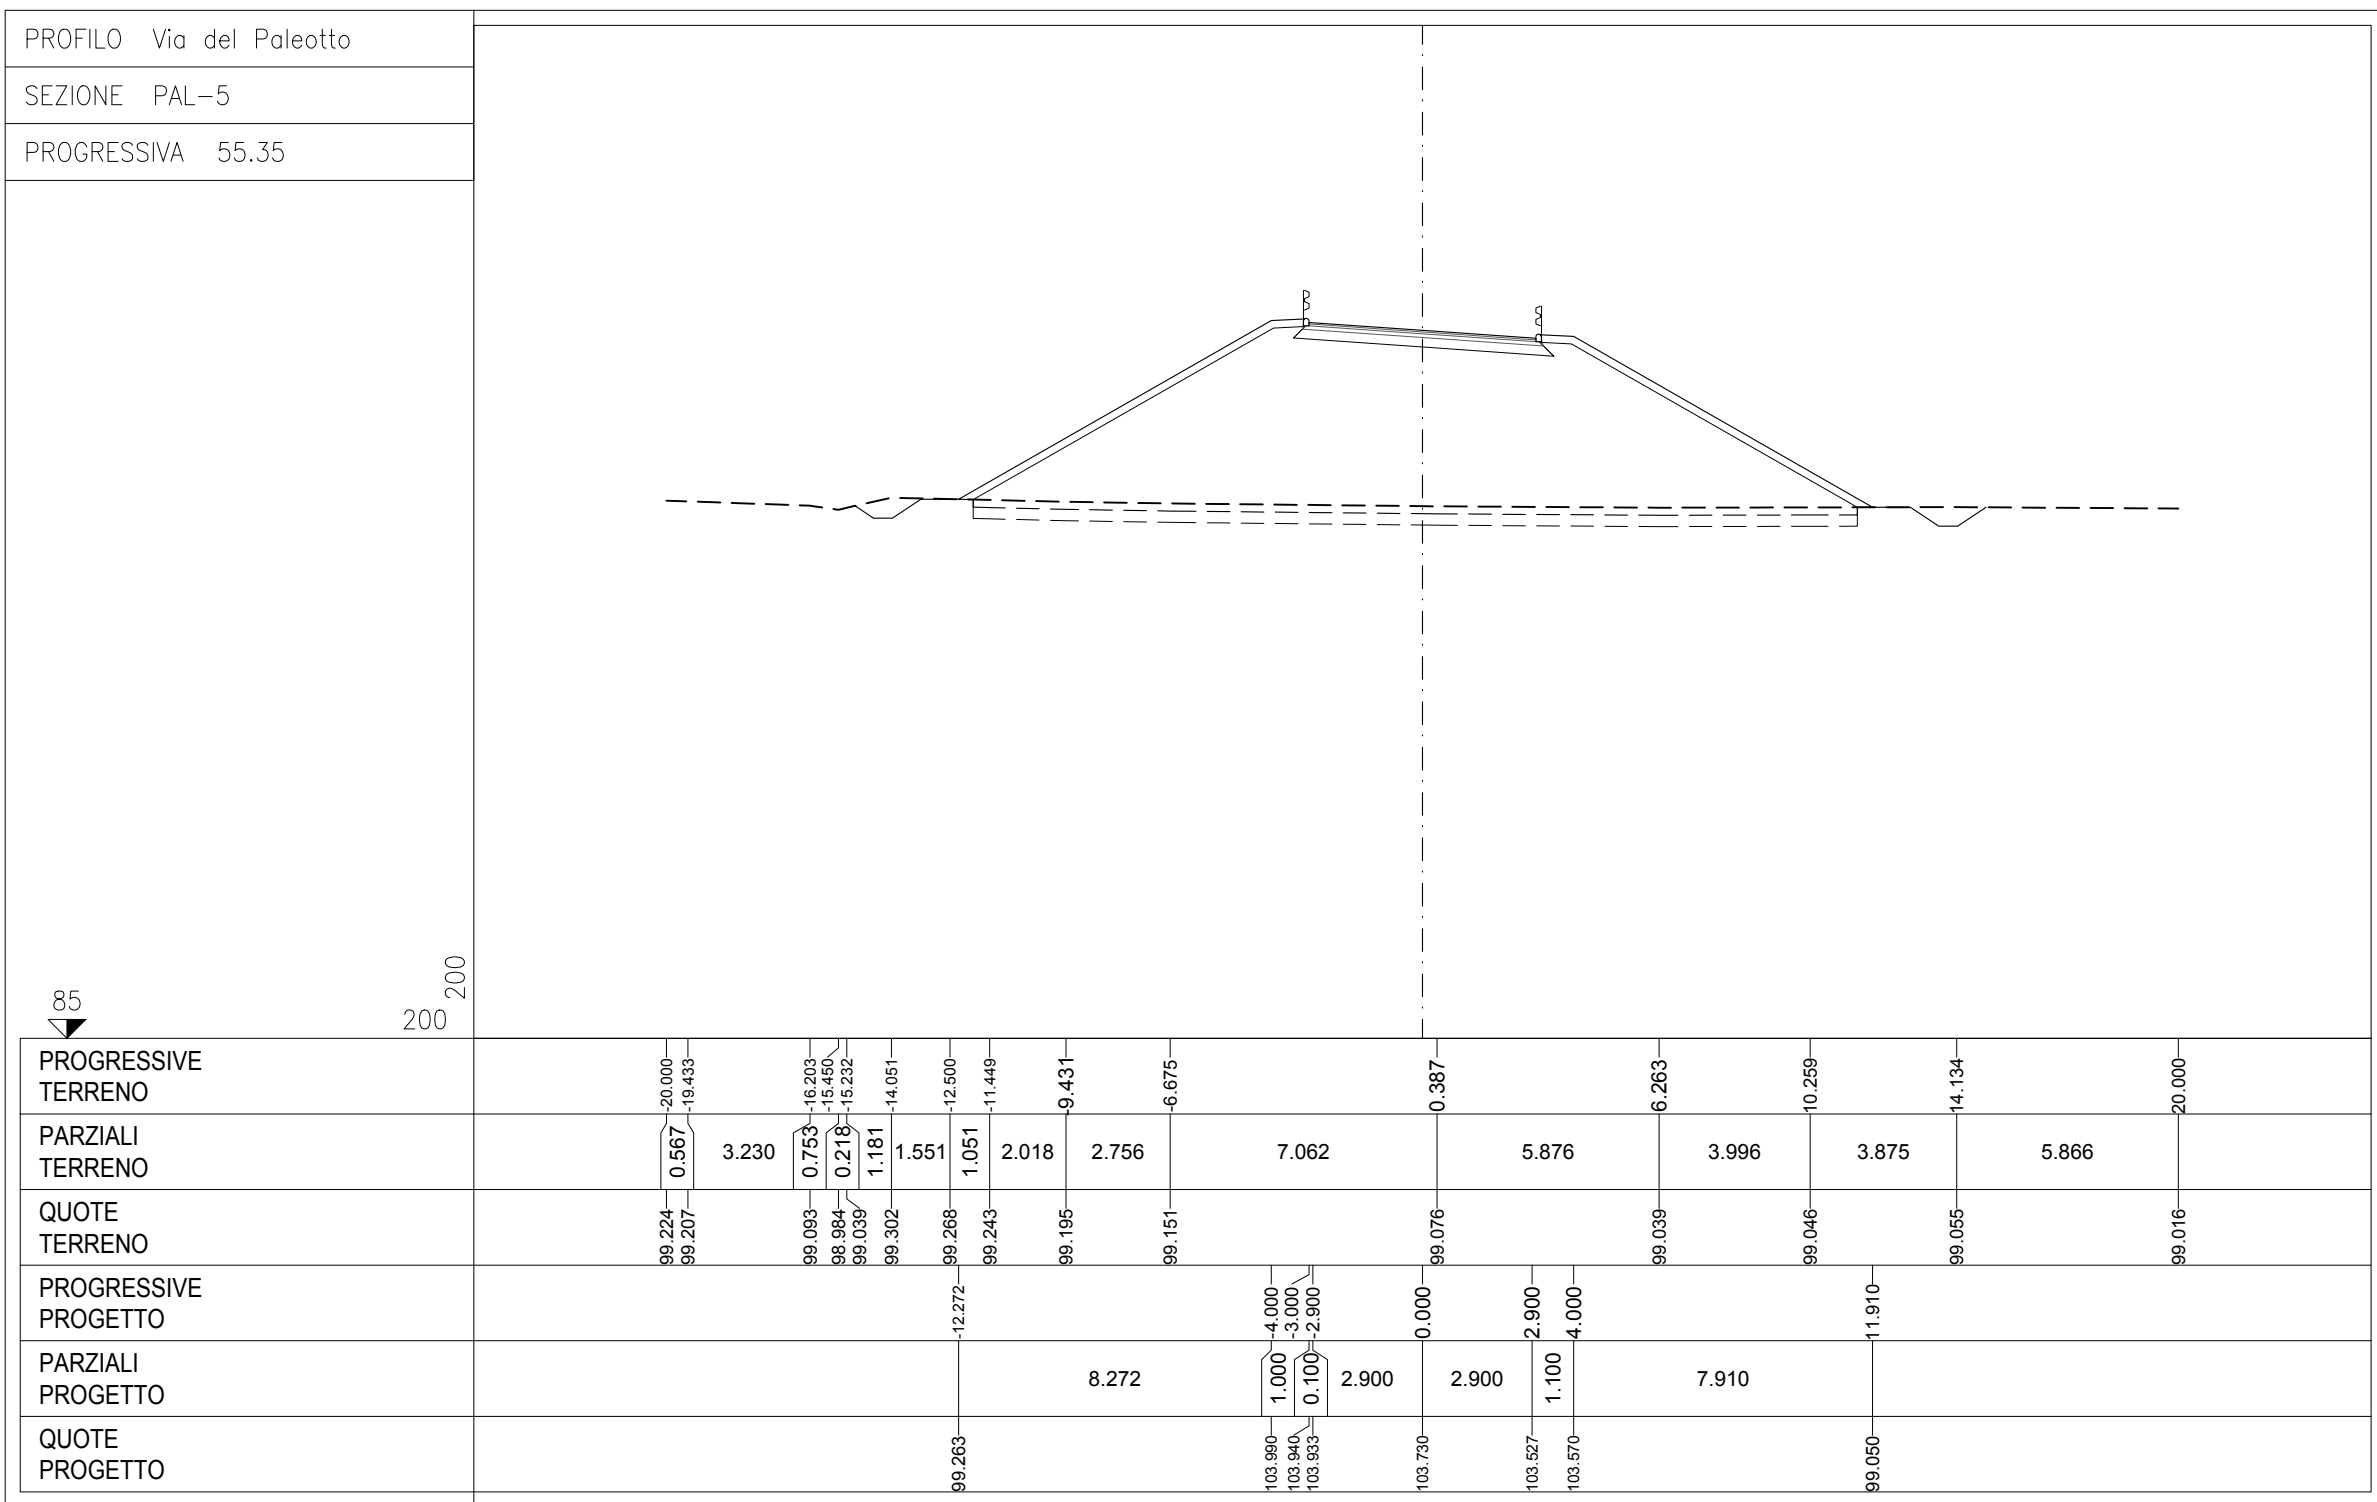 PROFILO Via del Paleotto
SEZIONE PAL-5
PROGRESSIVA 55.35
200
85
200
PROGRESSIVE
TERRENO
-20.000 -19.433 -16.203 -15.450 -15.232 -14.051 -12.500 -11.449 -9.431 -6.675 0.387 6.263 10.259 14.134 20.000
PARZIALI
TERRENO
0.567 3.230 0.753 0.218 1.181 1.551 1.051 2.018 2.756 7.062 5.876 3.996 3.875 5.866
QUOTE
TERRENO
99.224 99.207 99.093 98.984 99.039 99.302 99.268 99.243 99.195 99.151 99.076 99.039 99.046 99.055 99.016
PROGRESSIVE
PROGETTO
-12.272 -4.000 -3.000 -2.900 0.000 2.900 4.000 11.910
PARZIALI
PROGETTO
8.272 1.000 0.100 2.900 2.900 1.100 7.910
QUOTE
PROGETTO
99.263 103.990 103.940 103.933 103.730 103.527 103.570 99.050